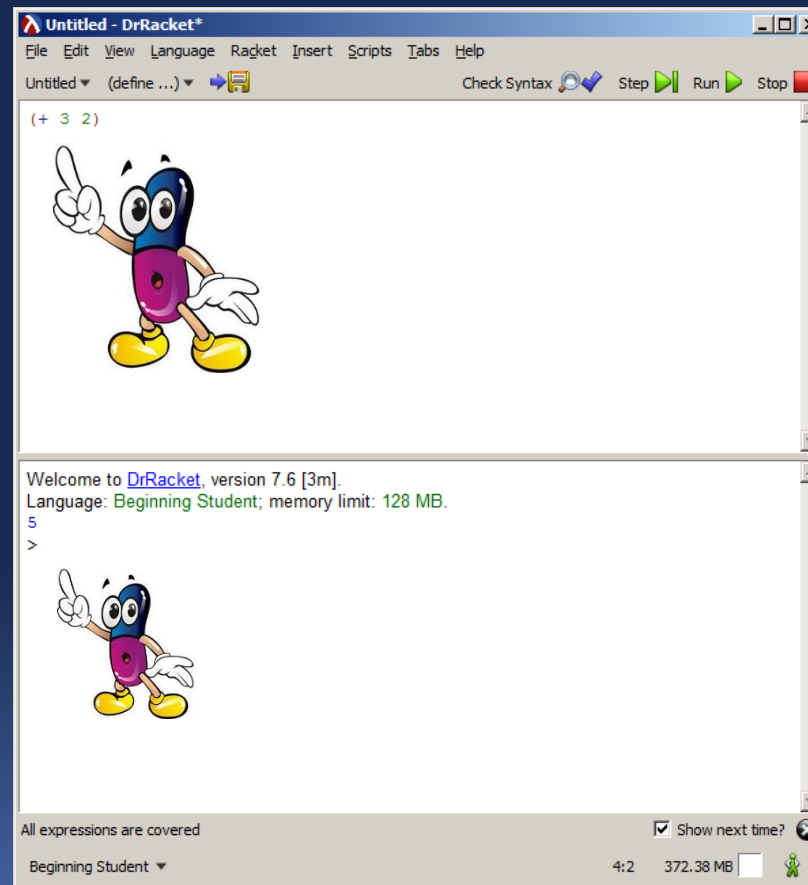 Untitled - DrRacket*
File Edit View Language Racket Insert Scripts Tabs Help
Untitled (define ...) Check Syntax Step Run Stop
(+ 3 2)
Welcome to DrRacket, version 7.6 [3m].
Language: Beginning Student; memory limit: 128 MB.
5
>
All expressions are covered Show next time?
Beginning Student 4:2 372.38 MB